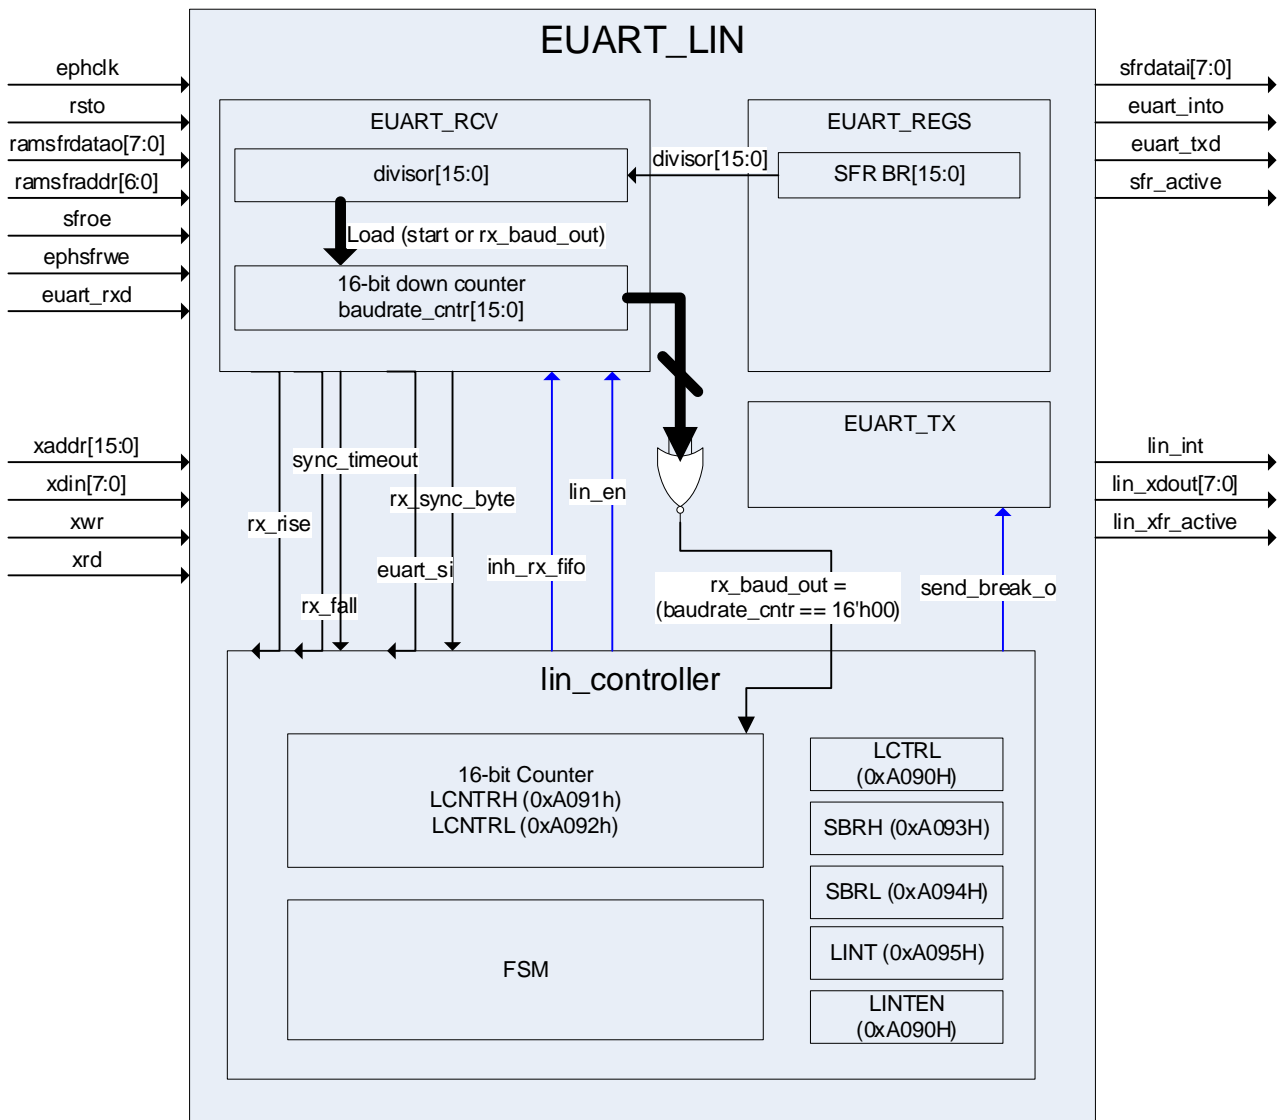 EUART_LIN
ephclk
rsto
ramsfrdatao[7:0]
ramsfraddr[6:0]
sfroe
ephsfrwe
euart_rxd
xaddr[15:0]
xdin[7:0]
xwr
xrd
sfrdatai[7:0]
euart_into
euart_txd
sfr_active
lin_int
lin_xdout[7:0]
lin_xfr_active
EUART_RCV
divisor[15:0]
Load (start or rx_baud_out)
16-bit down counter
baudrate_cntr[15:0]
divisor[15:0]
EUART_REGS
SFR BR[15:0]
EUART_TX
sync_timeout
rx_sync_byte
lin_en
rx_rise
euart_si
inh_rx_fifo
rx_fall
rx_baud_out =
(baudrate_cntr == 16'h00)
send_break_o
lin_controller
16-bit Counter
LCNTRH (0xA091h)
LCNTRL (0xA092h)
FSM
LCTRL
(0xA090H)
SBRH (0xA093H)
SBRL (0xA094H)
LINT (0xA095H)
LINTEN
(0xA090H)